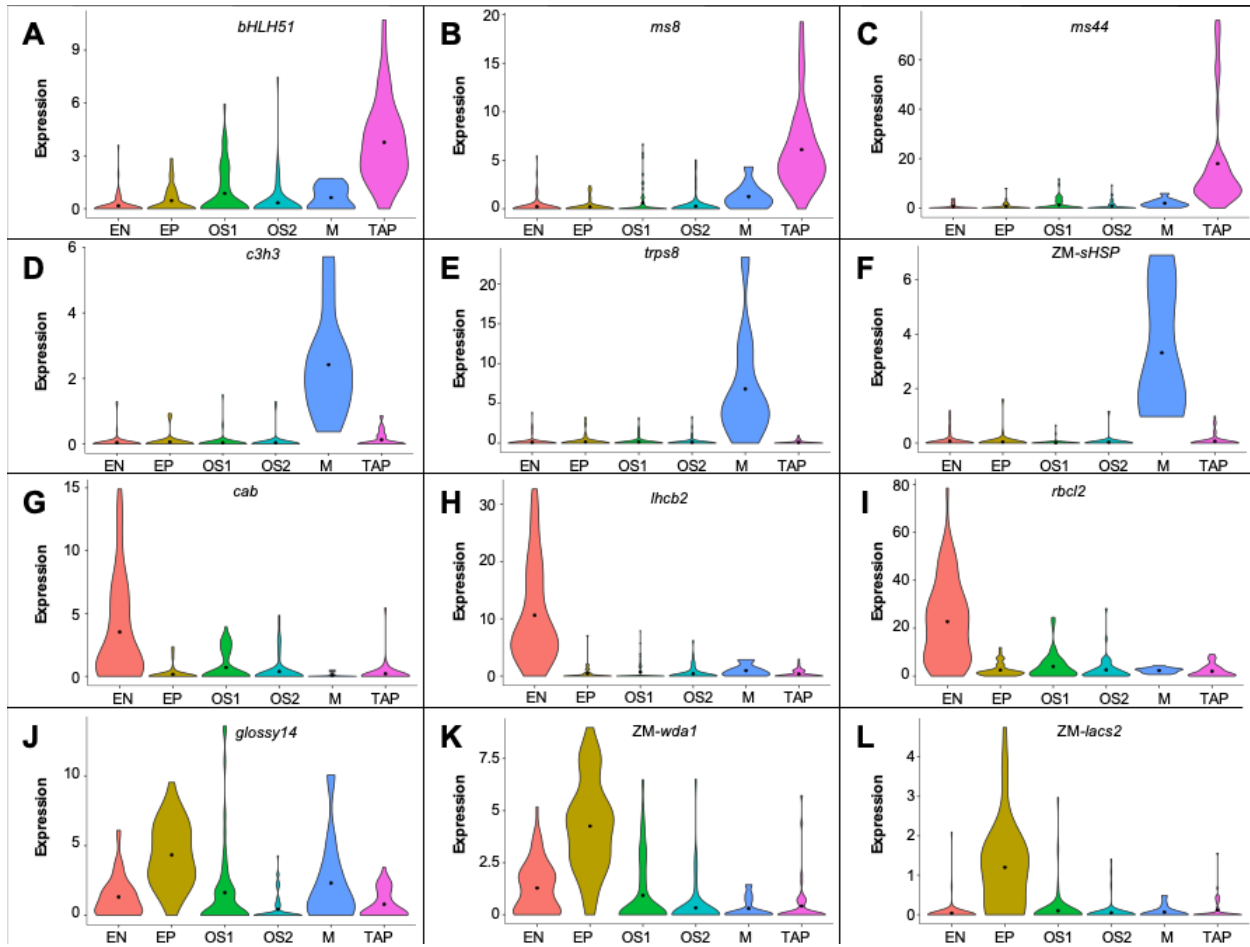 A
bHLH51
Expression
9
6
3
0
EN EP OS1 OS2 M TAP
B
ms8
Expression
20
15
10
5
0
EN EP OS1 OS2 M TAP
C
ms44
Expression
60
40
20
0
EN EP OS1 OS2 M TAP
D
c3h3
Expression
6
4
2
0
EN EP OS1 OS2 M TAP
E
trps8
Expression
20
15
10
5
0
EN EP OS1 OS2 M TAP
F
ZM-sHSP
Expression
6
4
2
0
EN EP OS1 OS2 M TAP
G
cab
Expression
15
10
5
0
EN EP OS1 OS2 M TAP
H
lhcb2
Expression
30
20
10
0
EN EP OS1 OS2 M TAP
I
rbcl2
Expression
80
60
40
20
0
EN EP OS1 OS2 M TAP
J
glossy14
Expression
10
5
0
EN EP OS1 OS2 M TAP
K
ZM-wda1
Expression
7.5
5
2.5
0
EN EP OS1 OS2 M TAP
L
ZM-lacs2
Expression
4
3
2
1
0
EN EP OS1 OS2 M TAP